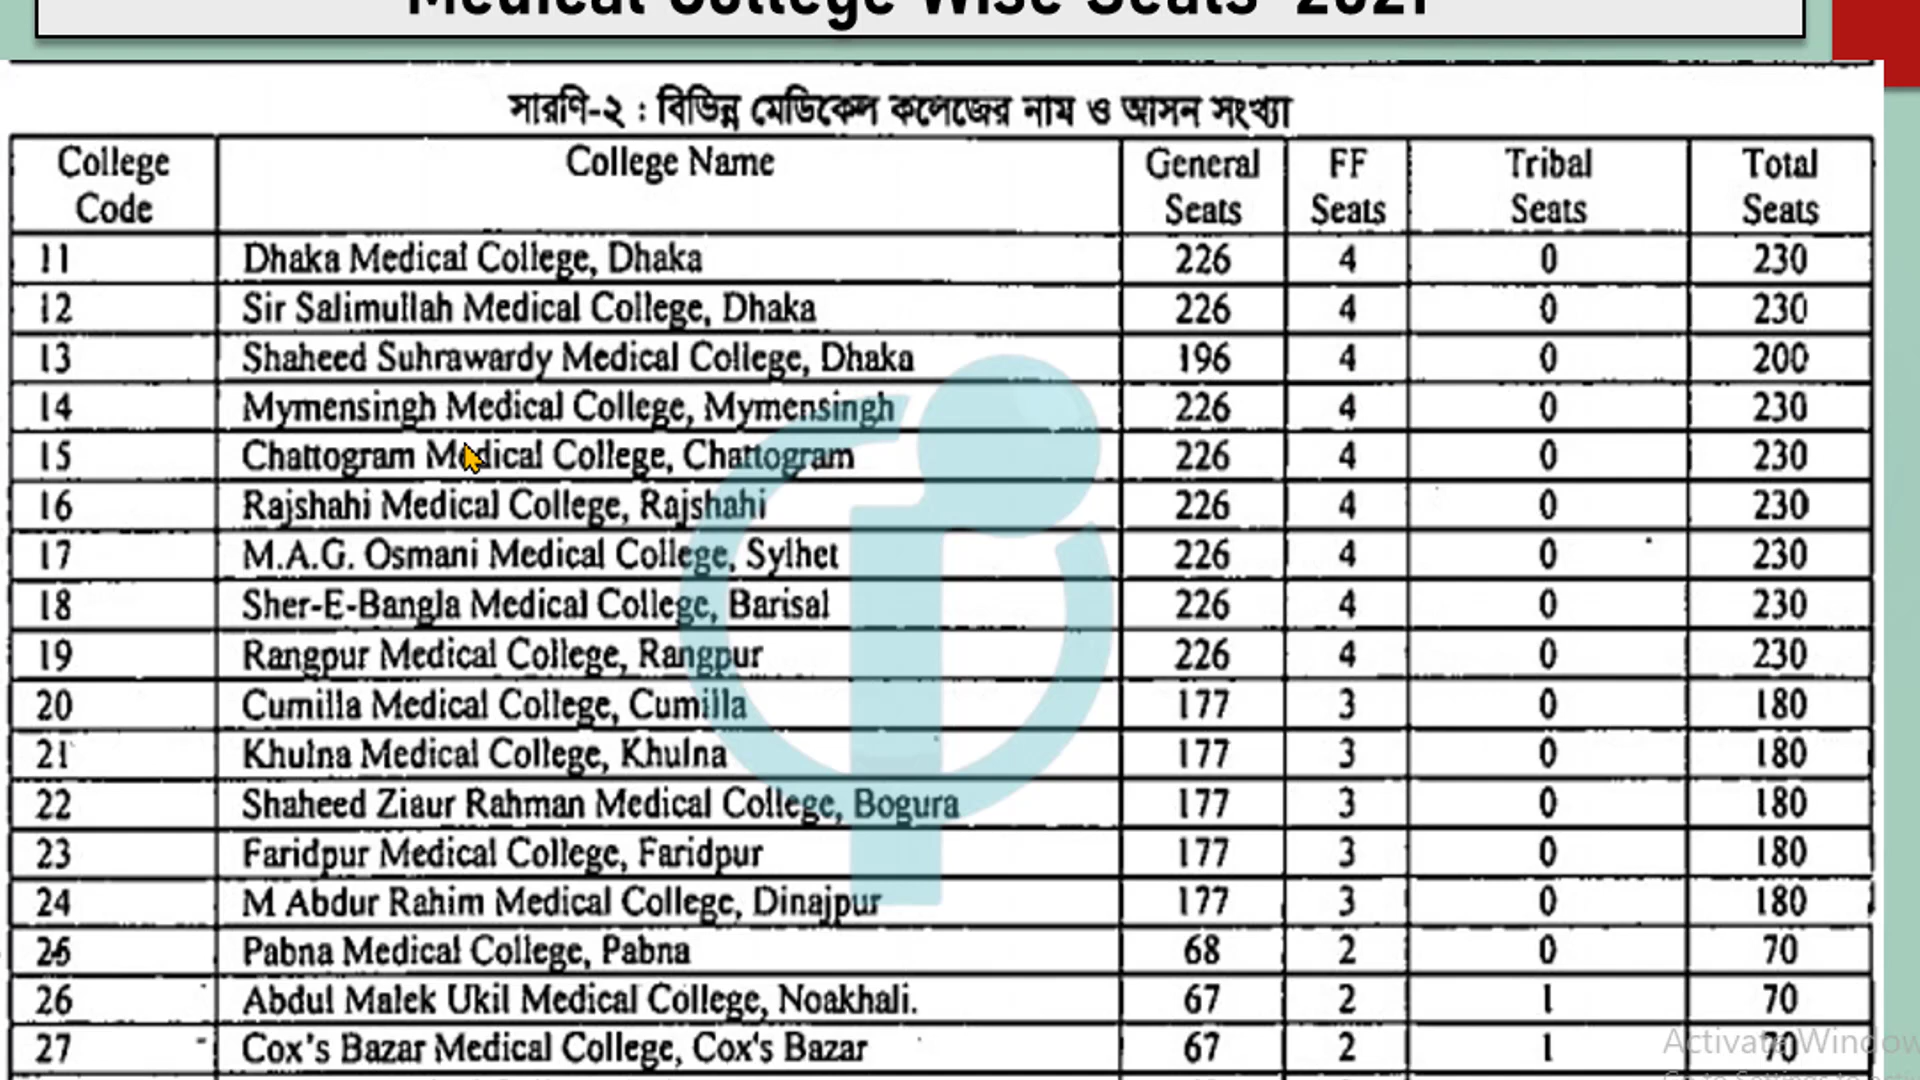 Medical College Wise Seats 2021
সারণি-২ : বিভিন্ন মেডিকেল কলেজের নাম ও আসন সংখ্যা
College Code College Name General Seats FF Seats Tribal Seats Total Seats
11 Dhaka Medical College, Dhaka 226 4 0 230
12 Sir Salimullah Medical College, Dhaka 226 4 0 230
13 Shaheed Suhrawardy Medical College, Dhaka 196 4 0 200
14 Mymensingh Medical College, Mymensingh 226 4 0 230
15 Chattogram Medical College, Chattogram 226 4 0 230
16 Rajshahi Medical College, Rajshahi 226 4 0 230
17 M.A.G. Osmani Medical College, Sylhet 226 4 0 230
18 Sher-E-Bangla Medical College, Barisal 226 4 0 230
19 Rangpur Medical College, Rangpur 226 4 0 230
20 Cumilla Medical College, Cumilla 177 3 0 180
21 Khulna Medical College, Khulna 177 3 0 180
22 Shaheed Ziaur Rahman Medical College, Bogura 177 3 0 180
23 Faridpur Medical College, Faridpur 177 3 0 180
24 M Abdur Rahim Medical College, Dinajpur 177 3 0 180
25 Pabna Medical College, Pabna 68 2 0 70
26 Abdul Malek Ukil Medical College, Noakhali. 67 2 1 70
27 Cox's Bazar Medical College, Cox's Bazar 67 2 1 70
Activate Window